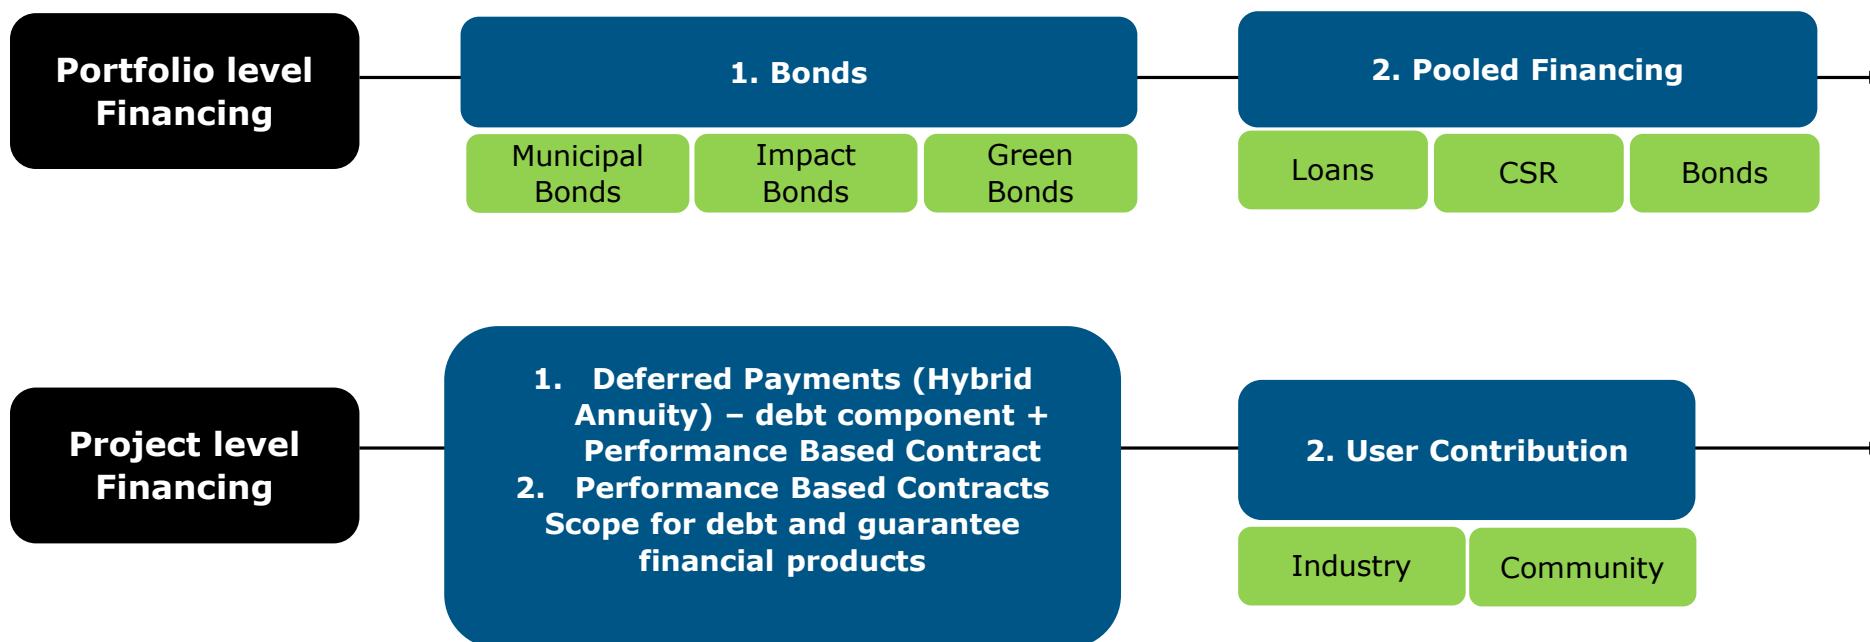 Portfolio level
Financing
1. Bonds
Municipal
Bonds
Impact
Bonds
Green
Bonds
2. Pooled Financing
Loans
CSR
Bonds
Project level
Financing
1. Deferred Payments (Hybrid
Annuity) – debt component +
Performance Based Contract
2. Performance Based Contracts
Scope for debt and guarantee
financial products
2. User Contribution
Industry
Community